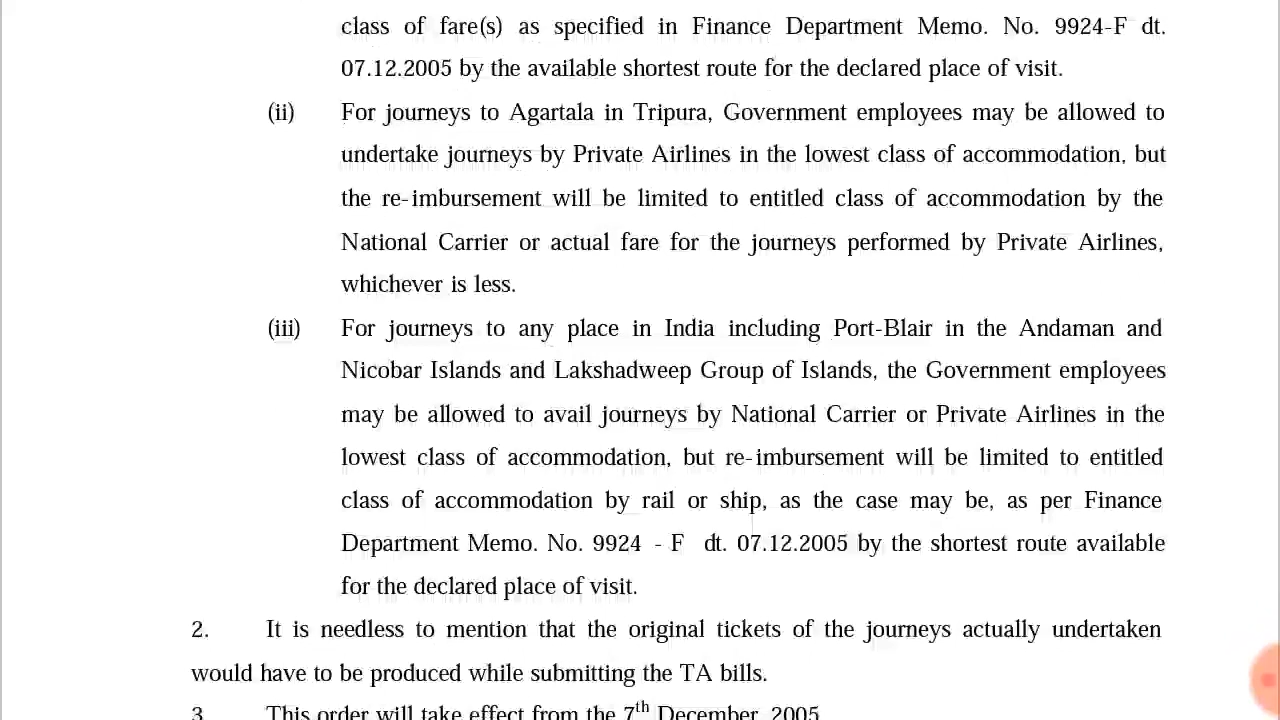 class of fare(s) as specified in Finance Department Memo. No. 9924-F dt.
07.12.2005 by the available shortest route for the declared place of visit.
(ii) For journeys to Agartala in Tripura, Government employees may be allowed to
undertake journeys by Private Airlines in the lowest class of accommodation, but
the re-imbursement will be limited to entitled class of accommodation by the
National Carrier or actual fare for the journeys performed by Private Airlines,
whichever is less.
(iii) For journeys to any place in India including Port-Blair in the Andaman and
Nicobar Islands and Lakshadweep Group of Islands, the Government employees
may be allowed to avail journeys by National Carrier or Private Airlines in the
lowest class of accommodation, but re-imbursement will be limited to entitled
class of accommodation by rail or ship, as the case may be, as per Finance
Department Memo. No. 9924 - F dt. 07.12.2005 by the shortest route available
for the declared place of visit.
2. It is needless to mention that the original tickets of the journeys actually undertaken
would have to be produced while submitting the TA bills.
3. This order will take effect from the 7th December, 2005